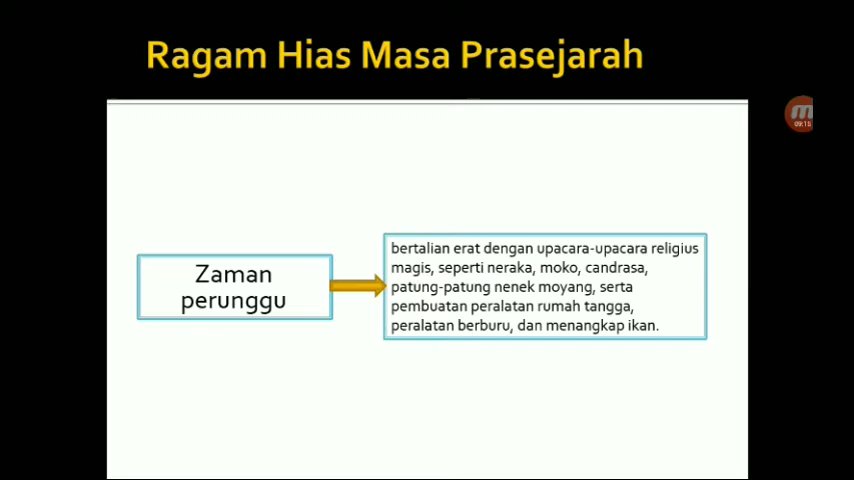 Ragam Hias Masa Prasejarah
Zaman
perunggu
bertalian erat dengan upacara-upacara religius
magis, seperti neraka, moko, candrasa,
patung-patung nenek moyang, serta
pembuatan peralatan rumah tangga,
peralatan berburu, dan menangkap ikan.